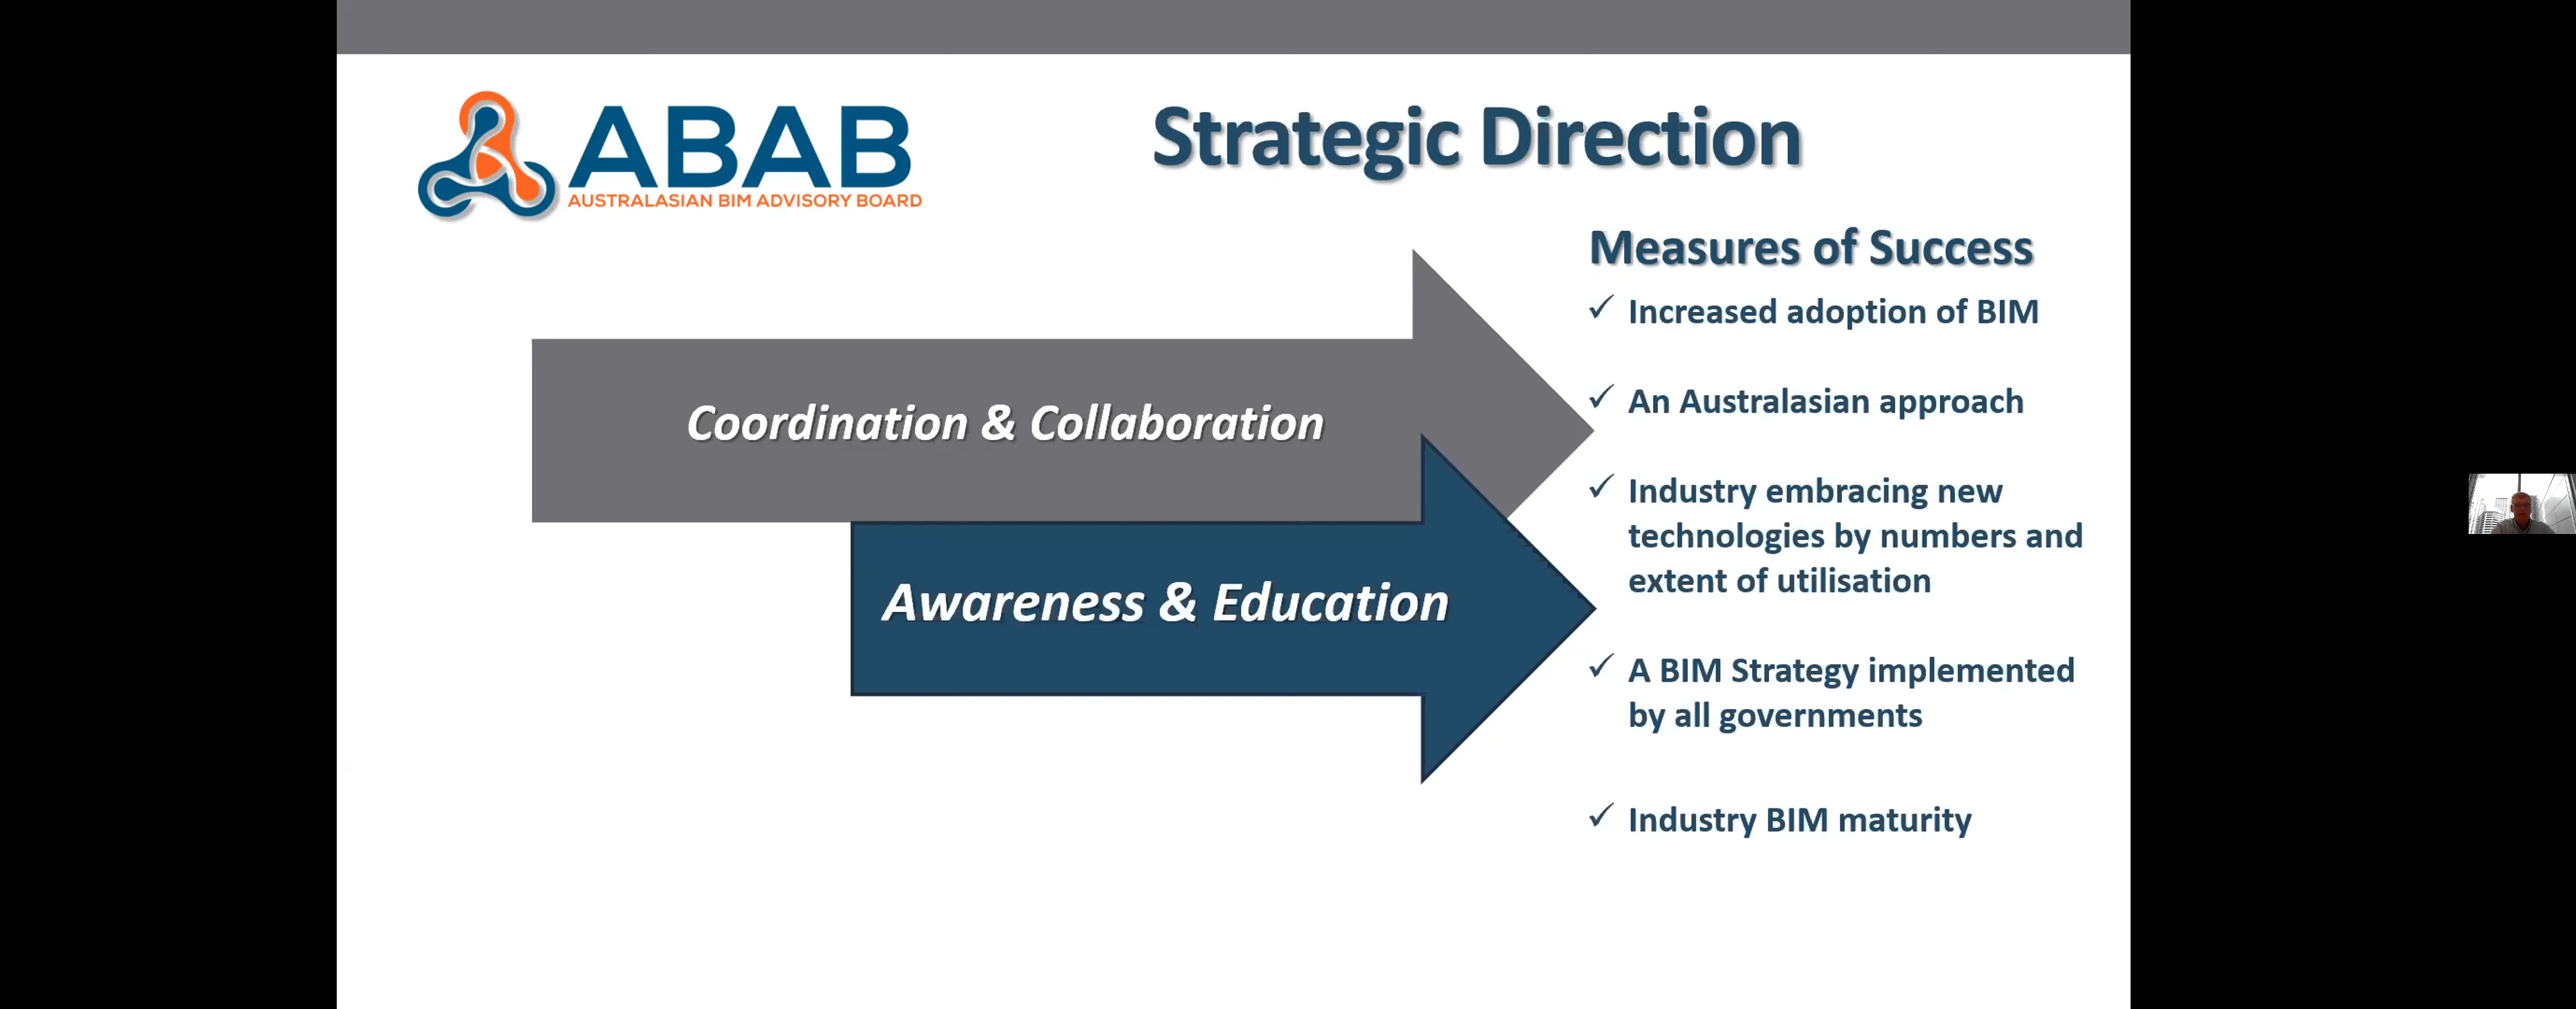 ABAB
AUSTRALASIAN BIM ADVISORY BOARD
Strategic Direction
Coordination & Collaboration
Awareness & Education
Measures of Success
✓ Increased adoption of BIM
✓ An Australasian approach
✓ Industry embracing new
technologies by numbers and
extent of utilisation
✓ A BIM Strategy implemented
by all governments
✓ Industry BIM maturity